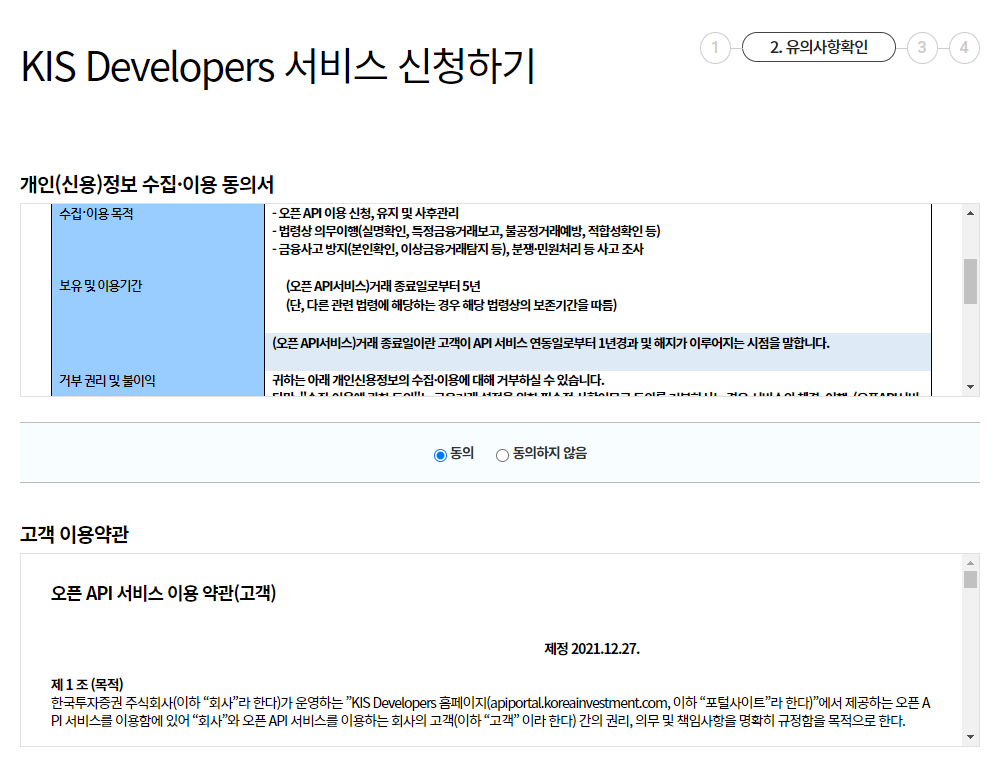 KIS Developers 서비스 신청하기
1
2. 유의사항확인
3
4
개인(신용)정보 수집·이용 동의서
수집·이용 목적
- 오픈 API 이용 신청, 유지 및 사후관리
- 법령상 의무이행(실명확인, 특정금융거래보고, 불공정거래예방, 적합성확인 등)
- 금융사고 방지(본인확인, 이상금융거래탐지 등), 분쟁·민원처리 등 사고 조사
보유 및 이용기간
(오픈 API서비스)거래 종료일로부터 5년
(단, 다른 관련 법령에 해당하는 경우 해당 법령상의 보존기간을 따름)
(오픈 API서비스)거래 종료일이란 고객이 API 서비스 연동일로부터 1년경과 및 해지가 이루어지는 시점을 말합니다.
거부 권리 및 불이익
귀하는 아래 개인신용정보의 수집·이용에 대해 거부하실 수 있습니다.
동의
동의하지 않음
고객 이용약관
오픈 API 서비스 이용 약관(고객)
제정 2021.12.27.
제 1 조 (목적)
한국투자증권 주식회사(이하 “회사”라 한다)가 운영하는 ”KIS Developers 홈페이지(apiportal.koreainvestment.com, 이하 “포털사이트”라 한다)”에서 제공하는 오픈 A
PI 서비스를 이용함에 있어 “회사”와 오픈 API 서비스를 이용하는 회사의 고객(이하 “고객” 이라 한다) 간의 권리, 의무 및 책임사항을 명확히 규정함을 목적으로 한다.